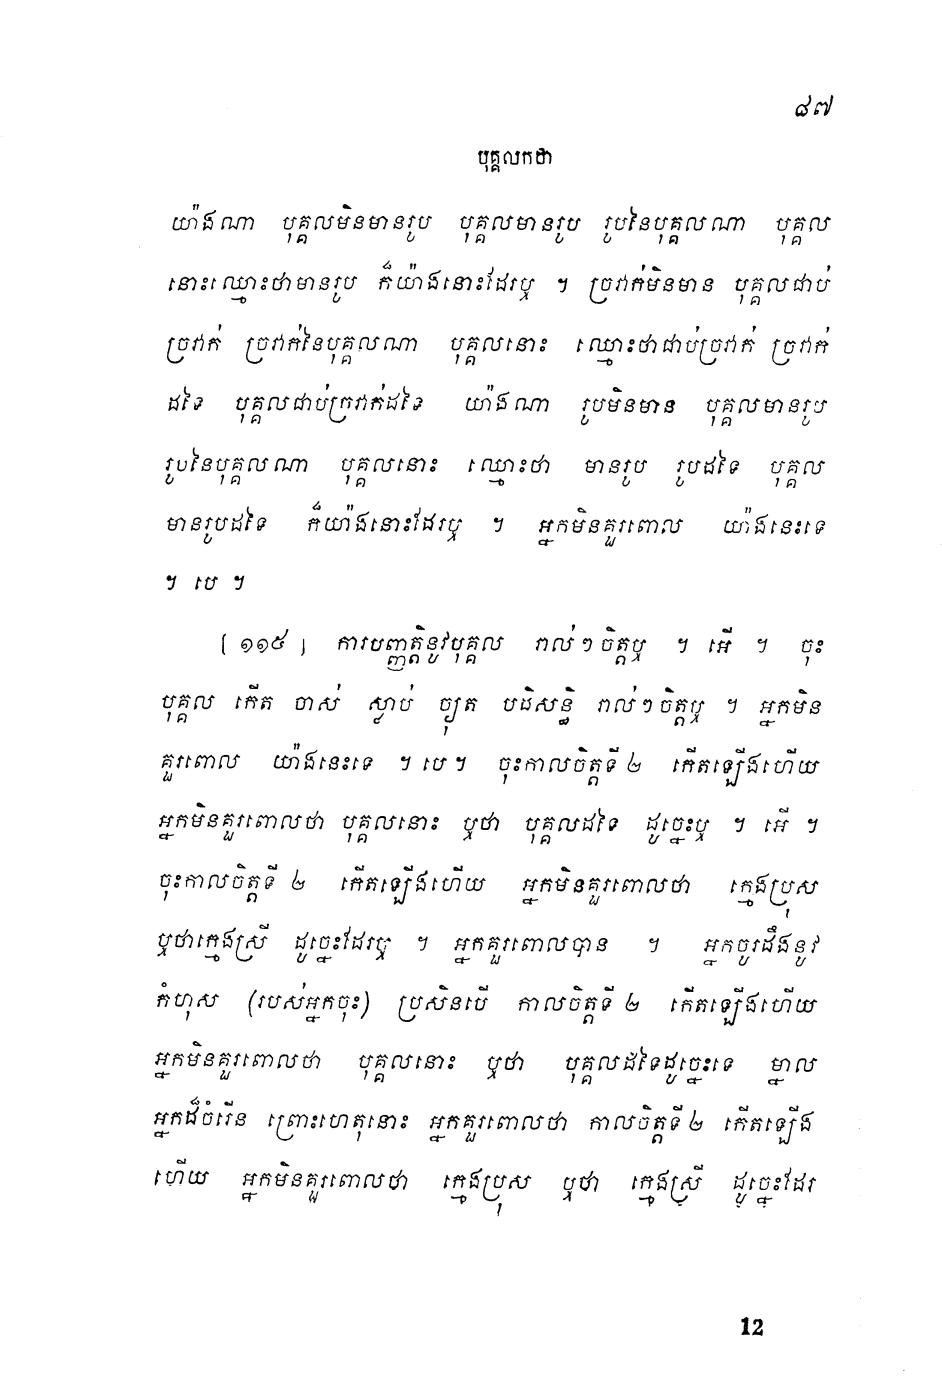 ៨៧
បុគ្គលកថា
យ៉ាងណា បុគ្គលមិនមានរូប បុគ្គលមានរូប រូបនៃបុគ្គលណា បុគ្គល
នោះឈ្មោះថាមានរូប ក៏យ៉ាងនោះដែរឬ ។ ច្រវាក់មិនមាន បុគ្គលជាប់
ច្រវាក់ ច្រវាក់នៃបុគ្គលណា បុគ្គលនោះ ឈ្មោះថាជាប់ច្រវាក់ ច្រវាក់
ដទៃ បុគ្គលជាប់ច្រវាក់ដទៃ យ៉ាងណា រូបមិនមាន បុគ្គលមានរូប
រូបនៃបុគ្គលណា បុគ្គលនោះ ឈ្មោះថា មានរូប រូបដទៃ បុគ្គល
មានរូបដទៃ ក៏យ៉ាងនោះដែរឬ ។ អ្នកមិនគួរពោល យ៉ាងនេះទេ
។ បេ ។
[ ១១៥ ] ការបញ្ញត្តិនូវបុគ្គល រាល់ៗចិត្តឬ ។ អើ ។ ចុះ
បុគ្គល កើត ចាស់ ស្លាប់ ច្យុត បដិសន្ធិ រាល់ៗចិត្តឬ ។ អ្នកមិន
គួរពោល យ៉ាងនេះទេ ។ បេ ។ ចុះកាលចិត្តទី ២ កើតឡើងហើយ
អ្នកមិនគួរពោលថា បុគ្គលនោះ ឬថា បុគ្គលដទៃ ដូច្នេះឬ ។ អើ ។
ចុះកាលចិត្តទី ២ កើតឡើងហើយ អ្នកមិនគួរពោលថា ក្មេងប្រុស
ឬថាក្មេងស្រី ដូច្នេះដែរឬ ។ អ្នកគួរពោលបាន ។ អ្នកចូរដឹងនូវ
កំហុស (របស់អ្នកចុះ) ប្រសិនបើ កាលចិត្តទី ២ កើតឡើងហើយ
អ្នកមិនគួរពោលថា បុគ្គលនោះ ឬថា បុគ្គលដទៃដូច្នេះទេ ម្នាល
អ្នកដ៏ចំរើន ព្រោះហេតុនោះ អ្នកគួរពោលថា កាលចិត្តទី ២ កើតឡើង
ហើយ អ្នកមិនគួរពោលថា ក្មេងប្រុស ឬថា ក្មេងស្រី ដូច្នេះដែរ
12